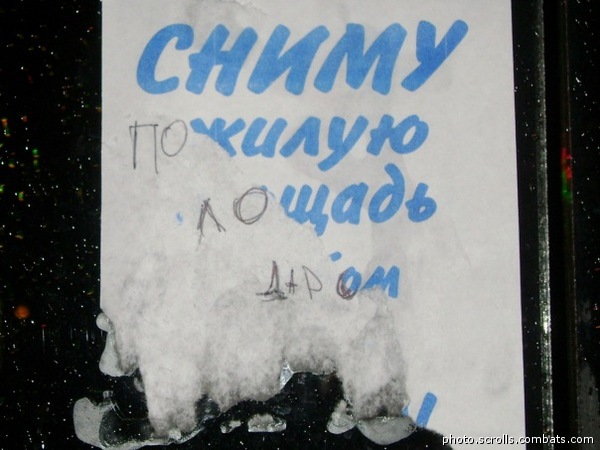 СНИМУ
ПОжилую
лОщадь
ДАРОм
photo.scrolls.combats.com